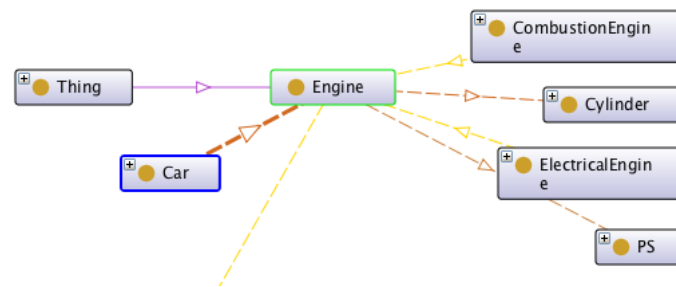 CombustionEngin
e
Thing
Engine
Cylinder
Car
ElectricalEngin
e
PS